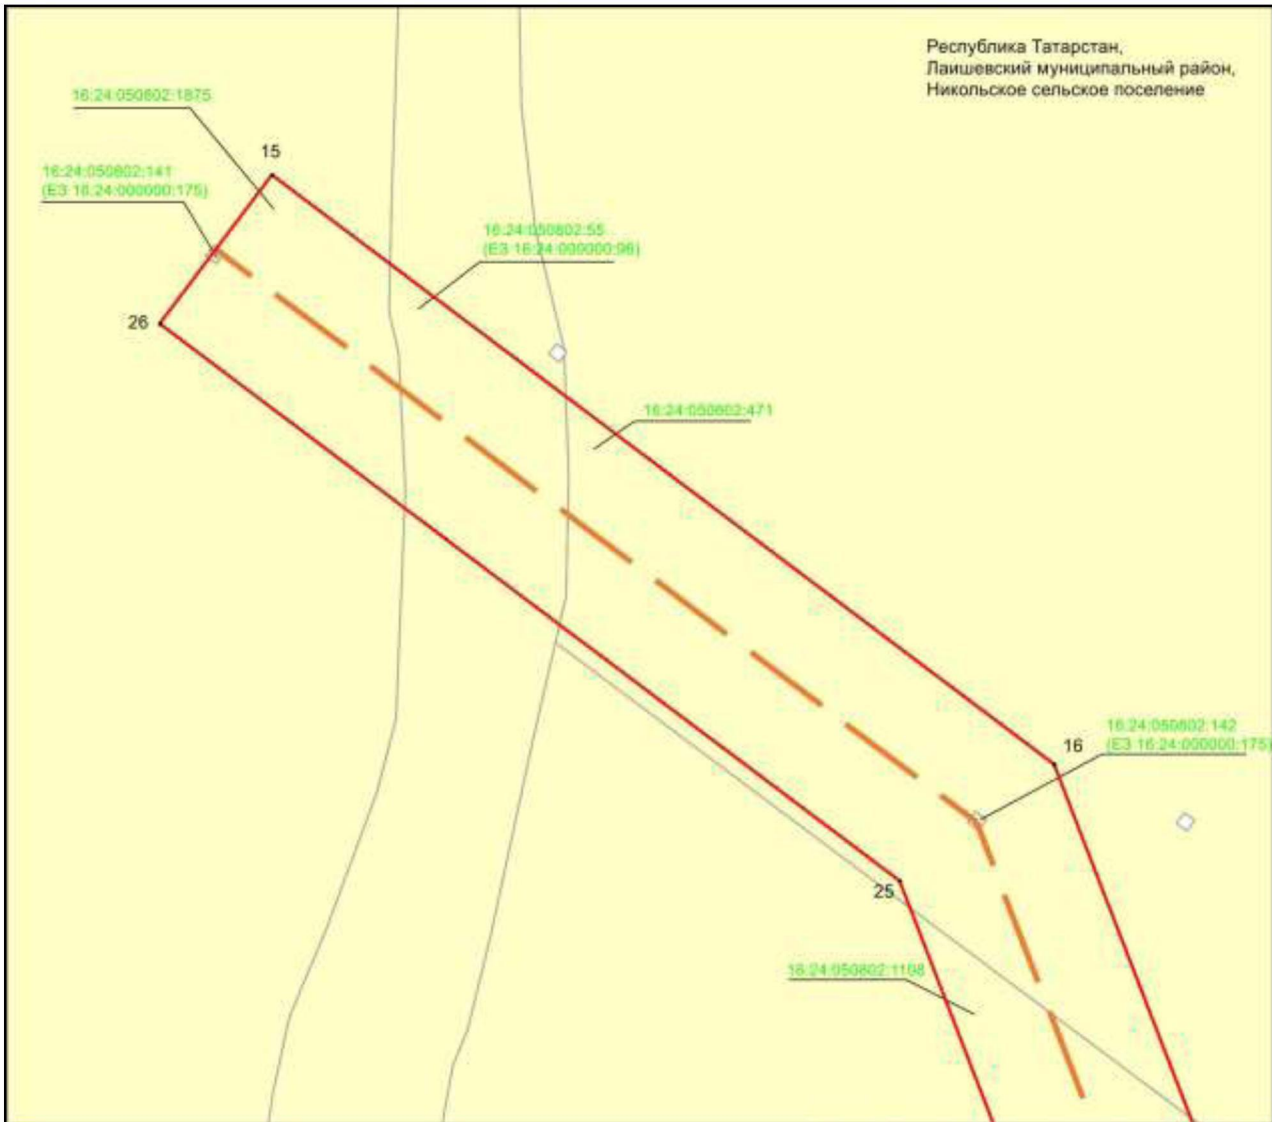 Республика Татарстан,
Лаишевский муниципальный район,
Никольское сельское поселение
16:24:050802:1875
15
16:24:050802:141
(ЕЗ 16:24:000000:175)
16:24:050802:55
(ЕЗ 16:24:000000:96)
26
16:24:050802:471
16:24:050802:142
(ЕЗ 16:24:000000:175)
16
25
16:24:050802:1108